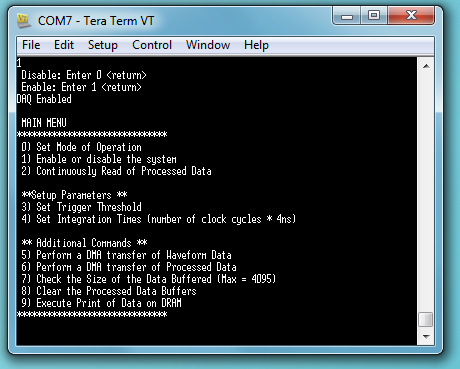 COM7 - Tera Term VT
File Edit Setup Control Window Help
1
Disable: Enter 0 <return>
Enable: Enter 1 <return>
DAQ Enabled
MAIN MENU
******************************
0) Set Mode of Operation
1) Enable or disable the system
2) Continuously Read of Processed Data
**Setup Parameters **
3) Set Trigger Threshold
4) Set Integration Times (number of clock cycles * 4ns)
** Additional Commands **
5) Perform a DMA transfer of Waveform Data
6) Perform a DMA transfer of Processed Data
7) Check the Size of the Data Buffered (Max = 4095)
8) Clear the Processed Data Buffers
9) Execute Print of Data on DRAM
******************************